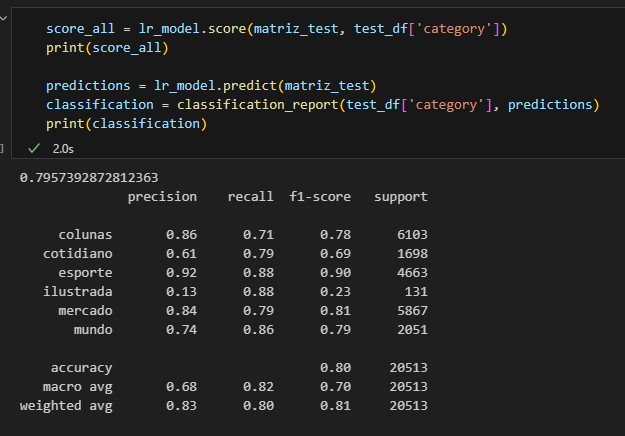 score_all = lr_model.score(matriz_test, test_df['category'])
print(score_all)
predictions = lr_model.predict(matriz_test)
classification = classification_report(test_df['category'], predictions)
print(classification)
2.0s
0.7957392872812363
precision recall f1-score support
colunas 0.86 0.71 0.78 6103
cotidiano 0.61 0.79 0.69 1698
esporte 0.92 0.88 0.90 4663
ilustrada 0.13 0.88 0.23 131
mercado 0.84 0.79 0.81 5867
mundo 0.74 0.86 0.79 2051
accuracy 0.80 20513
macro avg 0.68 0.82 0.70 20513
weighted avg 0.83 0.80 0.81 20513